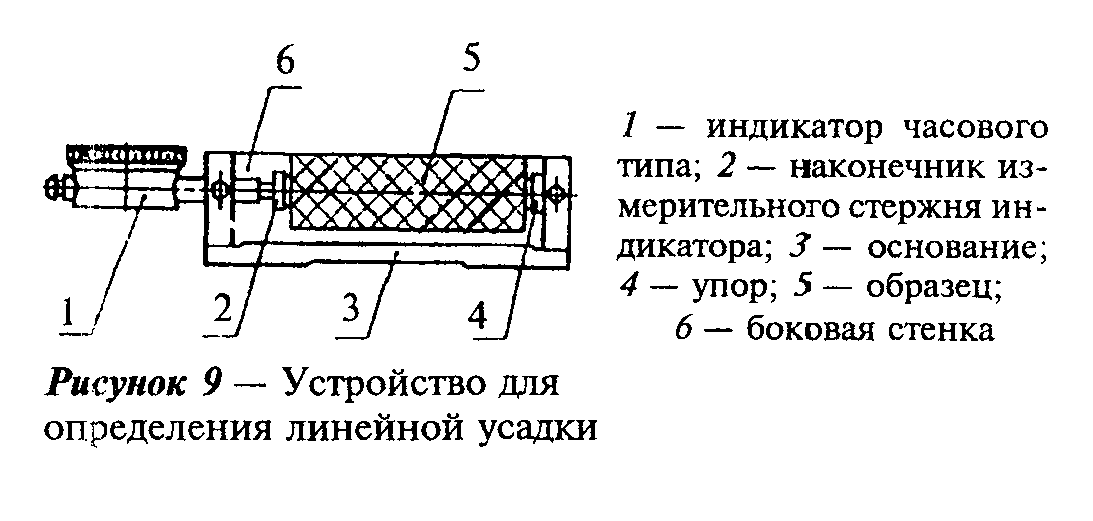 6
5
1 — индикатор часового
типа; 2 — наконечник из-
мерительного стержня ин-
дикатора; 3 — основание;
4 — упор; 5 — образец;
6 — боковая стенка
1
2
3
4
Рисунок 9 — Устройство для
определения линейной усадки